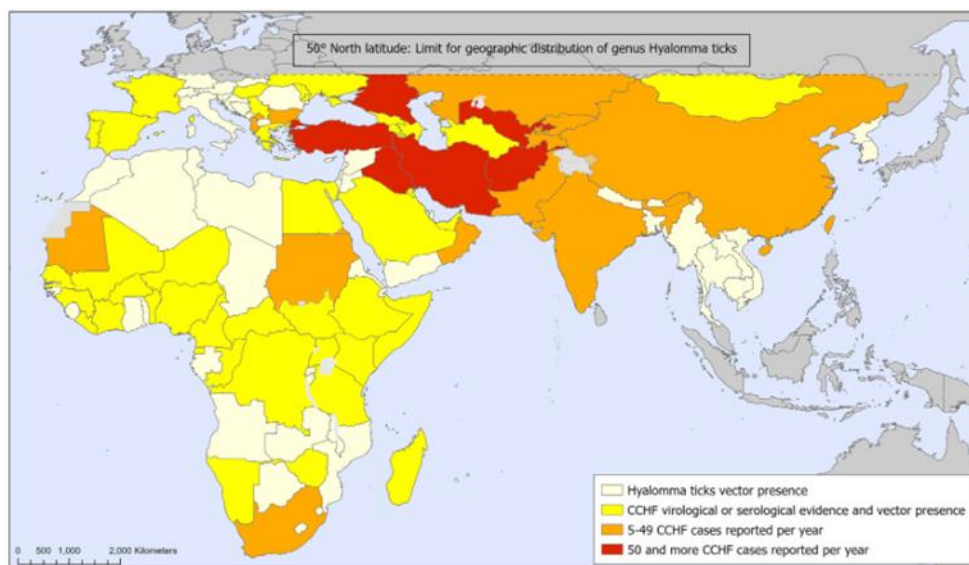 50° North latitude: Limit for geographic distribution of genus Hyalomma ticks
Hyalomma ticks vector presence
CCHF virological or serological evidence and vector presence
5-49 CCHF cases reported per year
50 and more CCHF cases reported per year
0 500 1,000 2,000 Kilometers